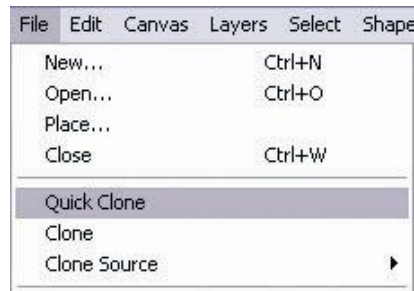 File Edit Canvas Layers Select Shape
New... Ctrl+N
Open... Ctrl+O
Place...
Close Ctrl+W
Quick Clone
Clone
Clone Source